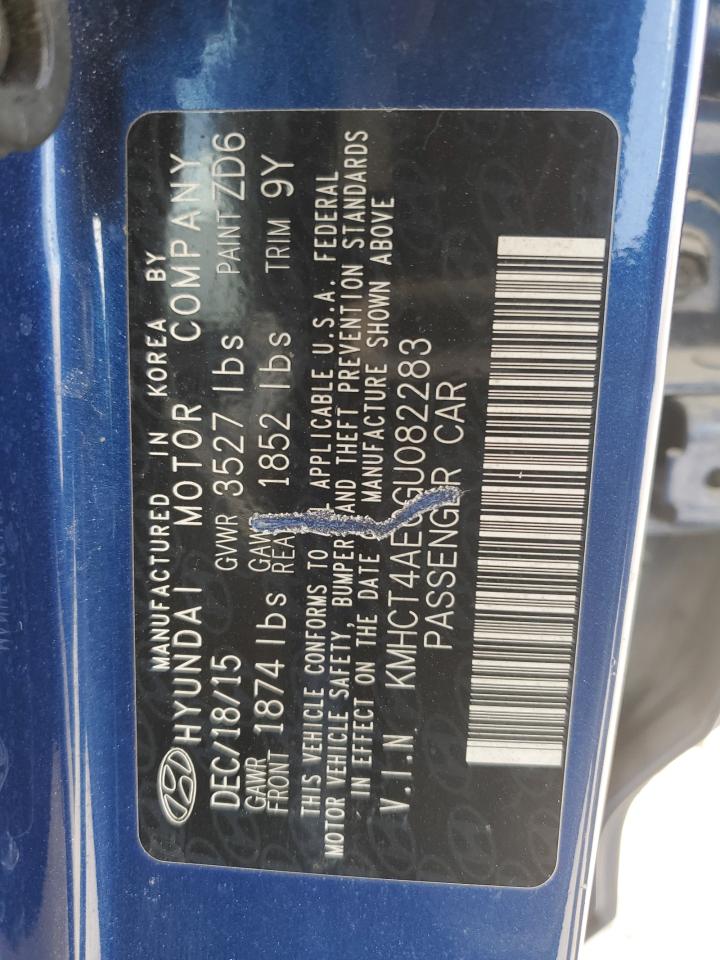 MANUFACTURED IN KOREA BY
HYUNDAI MOTOR COMPANY
DEC/18/15 GVWR 3527 lbs PAINT ZD6
GAWR FRONT 1874 lbs GAWR REAR 1852 lbs TRIM 9Y
THIS VEHICLE CONFORMS TO APPLICABLE U.S.A. FEDERAL
MOTOR VEHICLE SAFETY, BUMPER AND THEFT PREVENTION STANDARDS
IN EFFECT ON THE DATE OF MANUFACTURE SHOWN ABOVE
V.I.N KMHCT4AE0GU082283
PASSENGER CAR